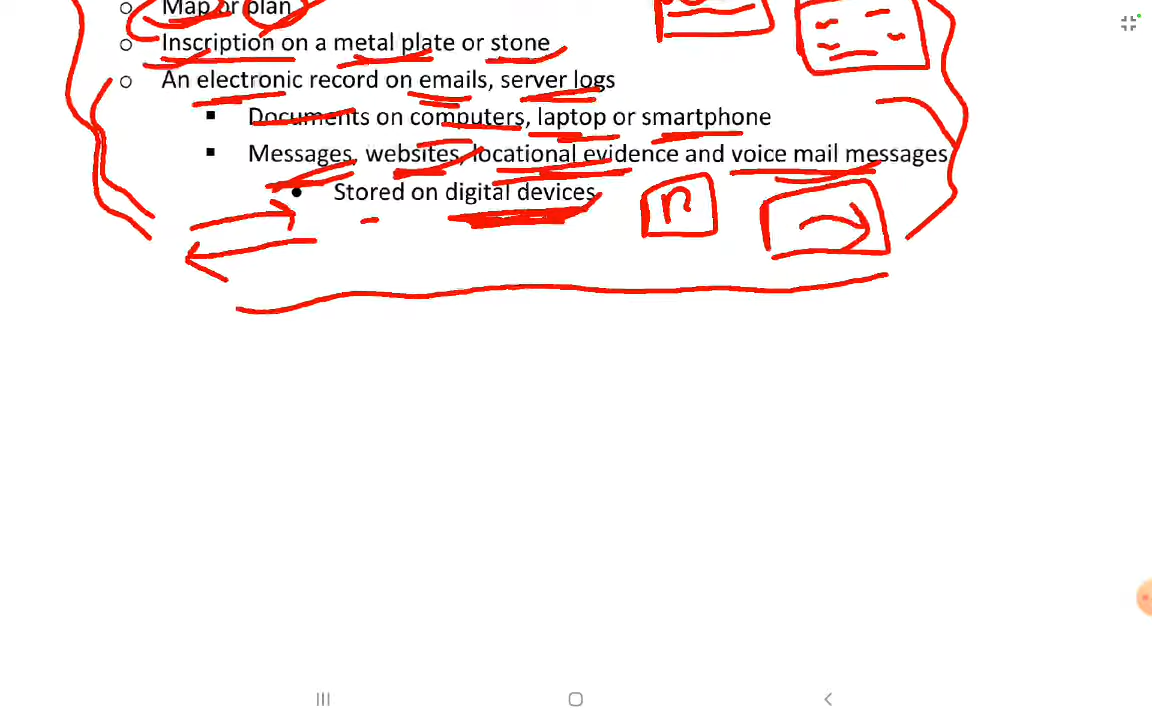 o Map or plan
o Inscription on a metal plate or stone
o An electronic record on emails, server logs
▪ Documents on computers, laptop or smartphone
▪ Messages, websites, locational evidence and voice mail messages
• Stored on digital devices
n